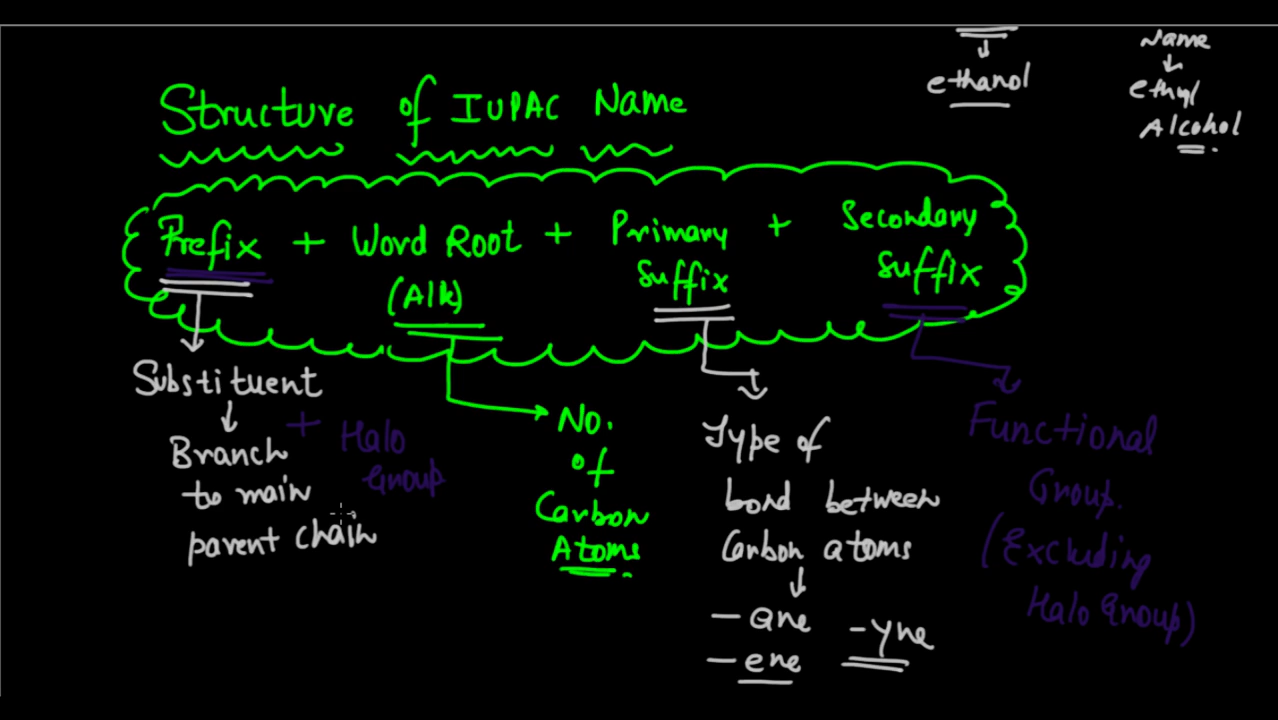 ethanol
Name
ethyl
Alcohol
Structure of IUPAC Name
Prefix + Word Root + Primary Suffix + Secondary Suffix
(Alk)
Substituent
Branch
to main
parent chain
+ Halo
Group
No.
of
Carbon
Atoms
Type of
bond between
Carbon atoms
- ane
- ene
- yne
Functional
Group.
(Excluding
Halo Group)